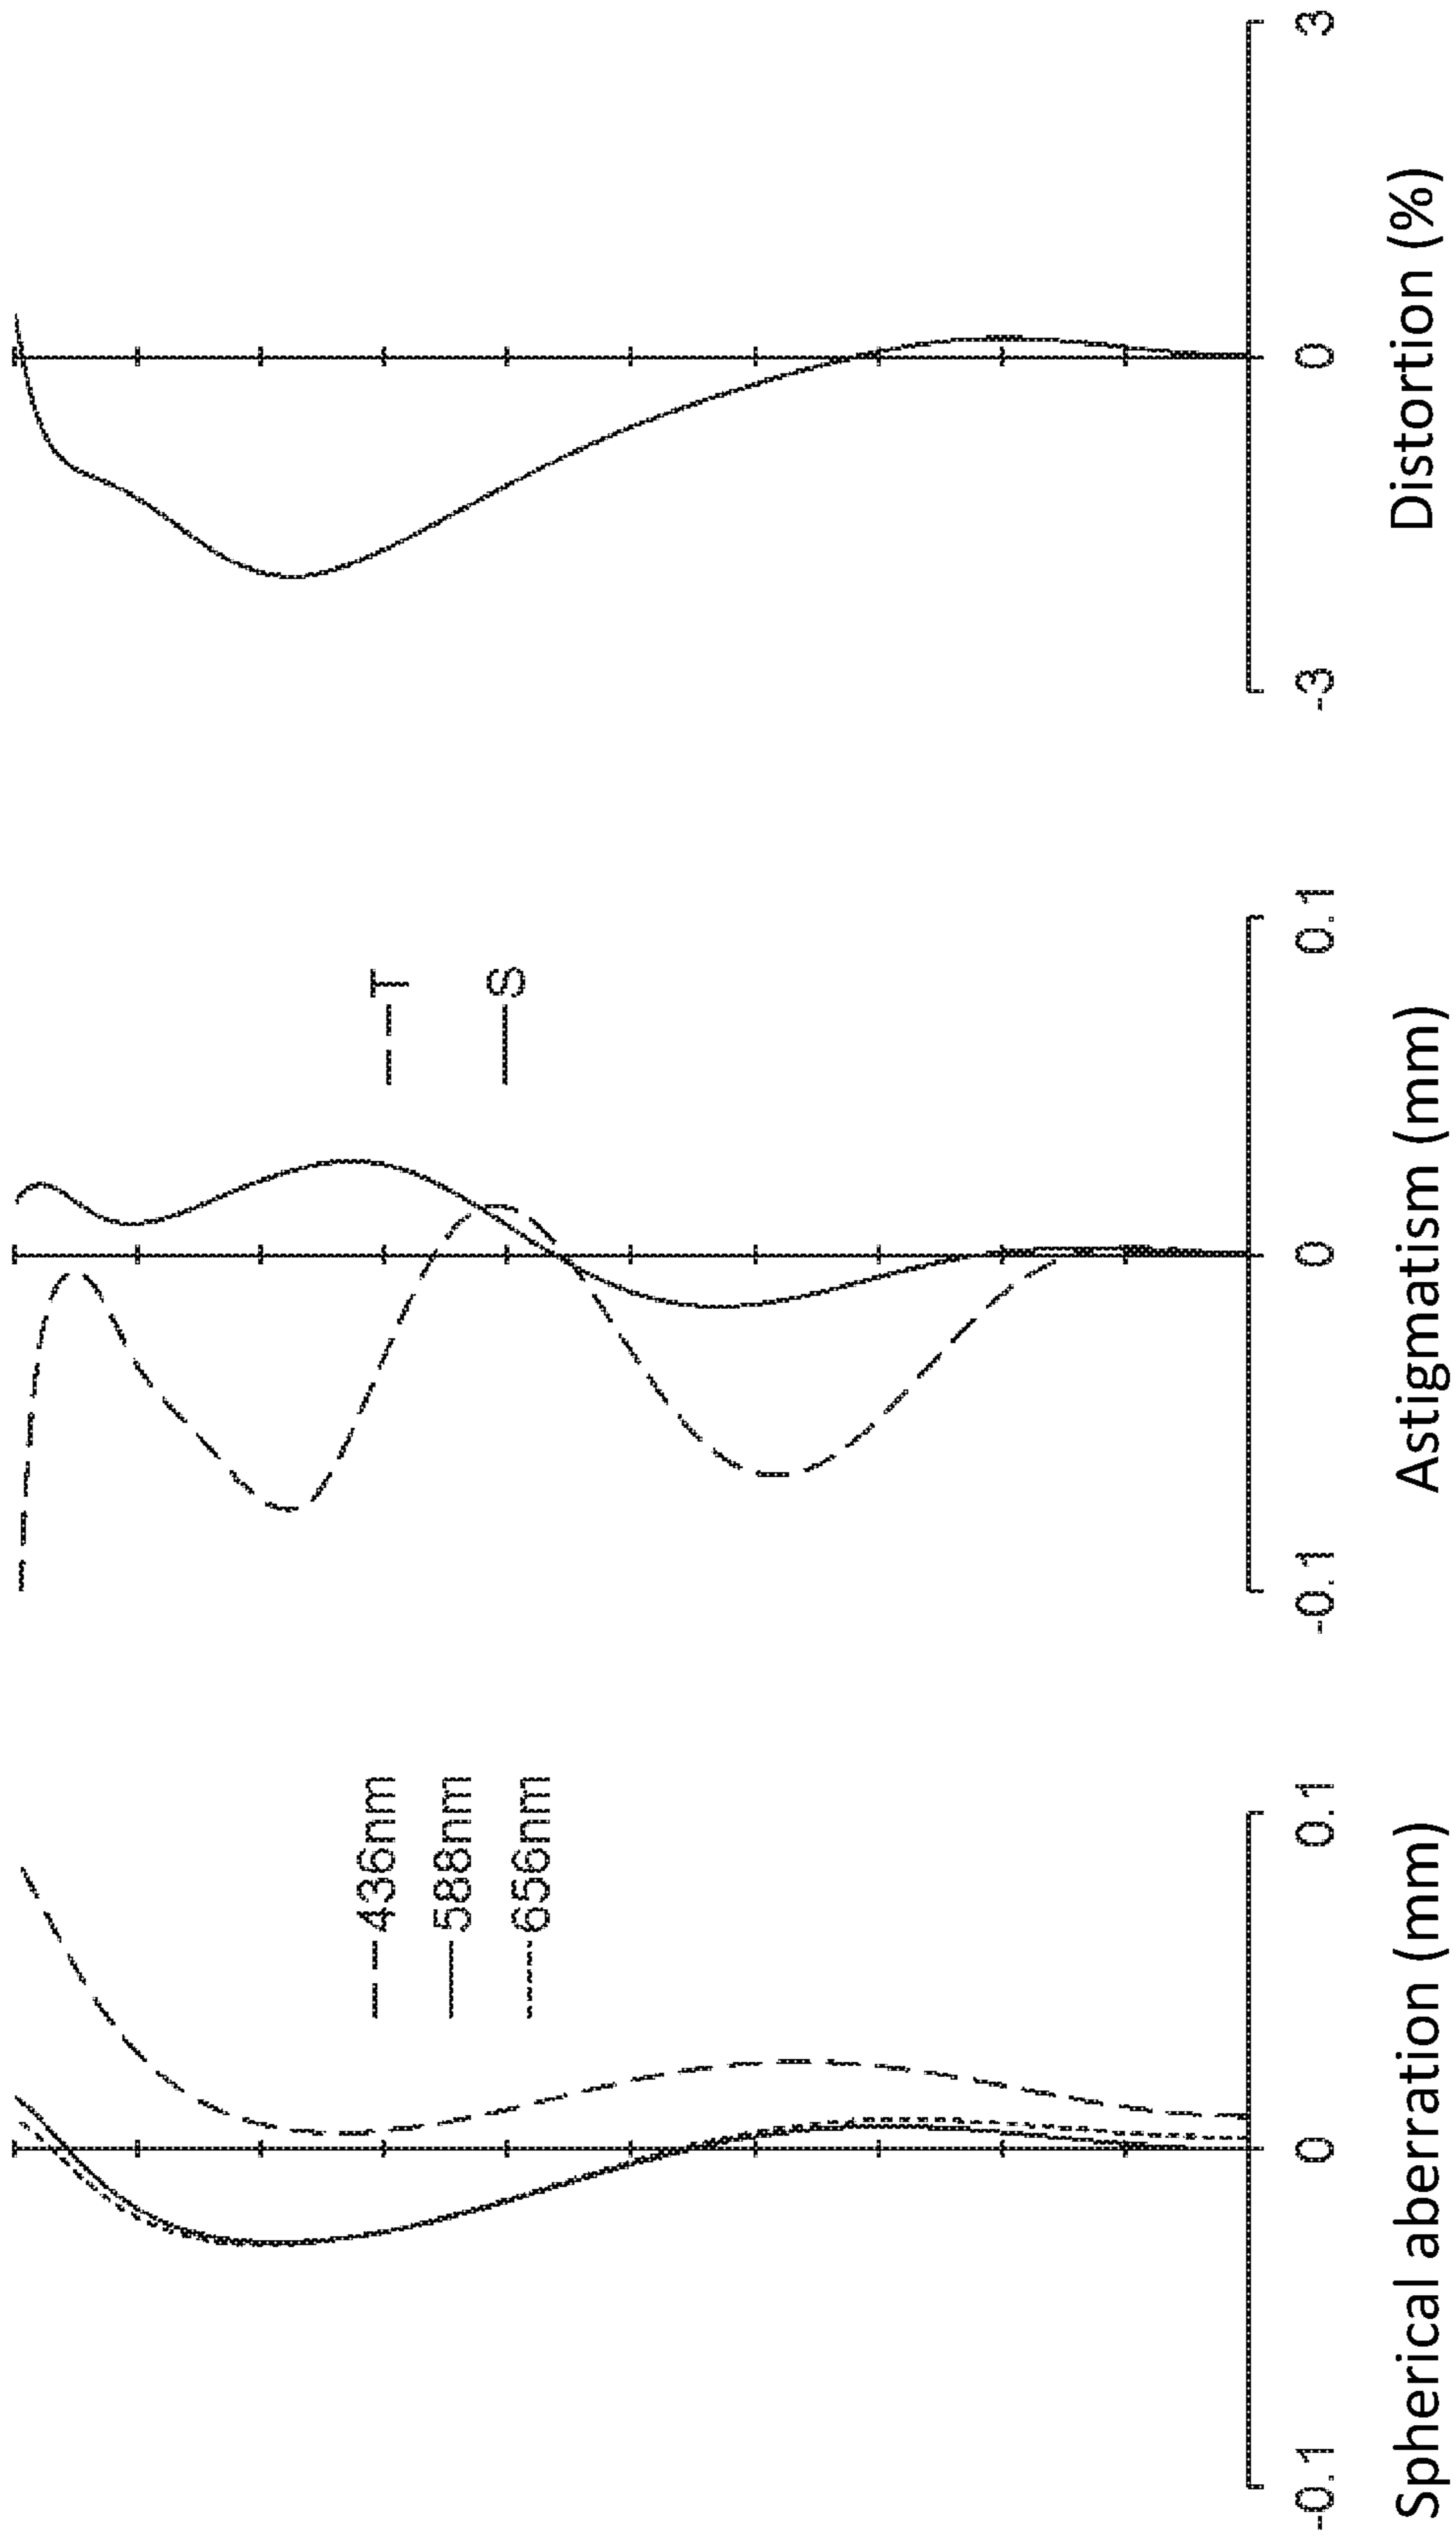 436nm
588nm
656nm
-0.1 0 0.1
Spherical aberration (mm)
T
S
-0.1 0 0.1
Astigmatism (mm)
-3 0 3
Distortion (%)